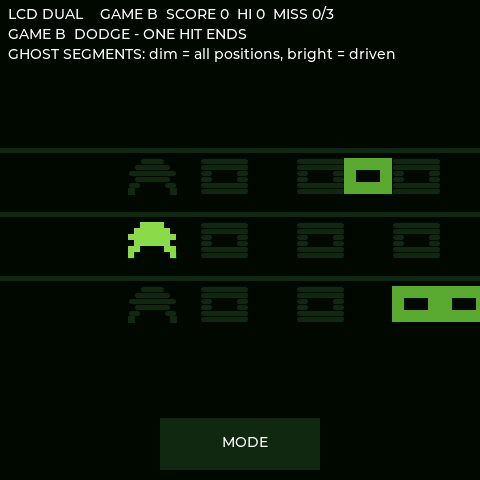 LCD DUAL GAME B SCORE 0 HI 0 MISS 0/3
GAME B DODGE - ONE HIT ENDS
GHOST SEGMENTS: dim = all positions, bright = driven
MODE